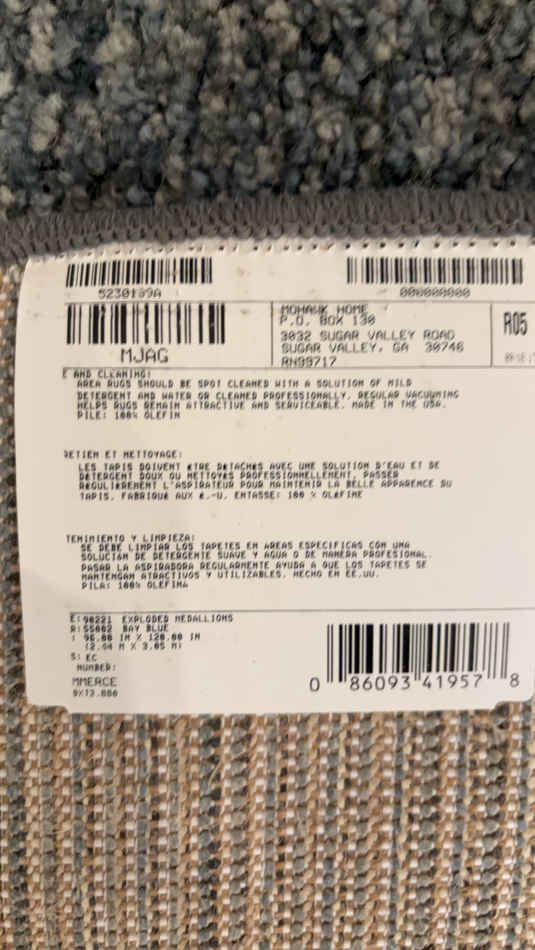 5230199A
000000000
MOHAWK HOME
P.O. BOX 130
3032 SUGAR VALLEY ROAD
SUGAR VALLEY, GA 30746
RN99717
R05
MJAG
E AND CLEANING:
AREA RUGS SHOULD BE SPOT CLEANED WITH A SOLUTION OF MILD
DETERGENT AND WATER OR CLEANED PROFESSIONALLY. REGULAR VACUUMING
HELPS RUGS REMAIN ATTRACTIVE AND SERVICEABLE. MADE IN THE USA.
PILE: 100% OLEFIN
RETIEN ET NETTOYAGE:
LES TAPIS DOIVENT ETRE DETACHES AVEC UNE SOLUTION D'EAU ET DE
DETERGENT DOUX OU NETTOYES PROFESSIONNELLEMENT. PASSER
REGULIEREMENT L'ASPIRATEUR POUR MAINTENIR LA BELLE APPARENCE DU
TAPIS. FABRIQUE AUX E.-U. ENTASSE: 100 % OLEFINE
TENIMIENTO Y LIMPIEZA:
SE DEBE LIMPIAR LOS TAPETES EN AREAS ESPECIFICAS CON UNA
SOLUCION DE DETERGENTE SUAVE Y AGUA O DE MANERA PROFESIONAL.
PASAR LA ASPIRADORA REGULARMENTE AYUDA A QUE LOS TAPETES SE
MANTENGAN ATRACTIVOS Y UTILIZABLES. HECHO EN EE.UU.
PILA: 100% OLEFINA
E: 90221 EXPLODED MEDALLIONS
R: 55002 BAY BLUE
: 96.00 IN X 120.00 IN
(2.44 M X 3.05 M)
S: EC
NUMBER:
MMERCE
0 86093 41957 8